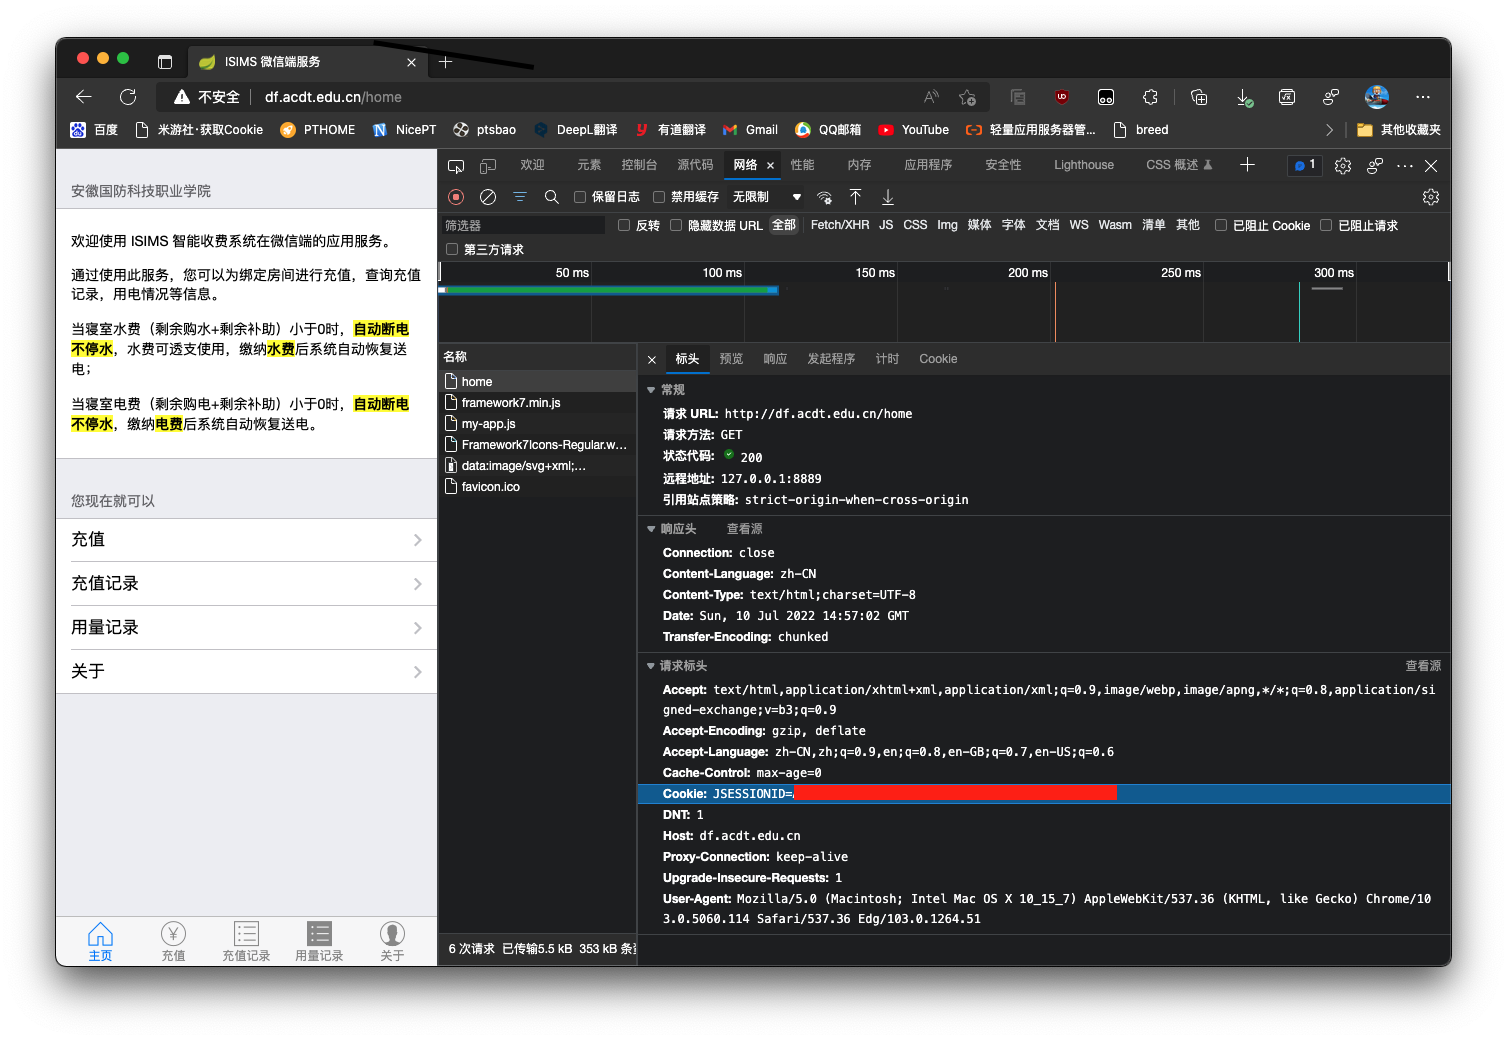 ISIMS 微信端服务
不安全 df.acdt.edu.cn/home
百度 米游社·获取Cookie PTHOME NicePT ptsbao DeepL翻译 有道翻译 Gmail QQ邮箱 YouTube 轻量应用服务器管... breed 其他收藏夹
安徽国防科技职业学院
欢迎使用 ISIMS 智能收费系统在微信端的应用服务。
通过使用此服务，您可以为绑定房间进行充值，查询充值
记录，用电情况等信息。
当寝室水费（剩余购水+剩余补助）小于0时，自动断电
不停水，水费可透支使用，缴纳水费后系统自动恢复送
电；
当寝室电费（剩余购电+剩余补助）小于0时，自动断电
不停水，缴纳电费后系统自动恢复送电。
您现在就可以
充值
充值记录
用量记录
关于
主页 充值 充值记录 用量记录 关于
欢迎 元素 控制台 源代码 网络 性能 内存 应用程序 安全性 Lighthouse CSS 概述 1
保留日志 禁用缓存 无限制
筛选器 反转 隐藏数据 URL 全部 Fetch/XHR JS CSS Img 媒体 字体 文档 WS Wasm 清单 其他 已阻止 Cookie 已阻止请求
第三方请求
50 ms 100 ms 150 ms 200 ms 250 ms 300 ms
名称
home
framework7.min.js
my-app.js
Framework7Icons-Regular.w...
data:image/svg+xml;...
favicon.ico
6 次请求 已传输5.5 kB 353 kB 条
标头 预览 响应 发起程序 计时 Cookie
常规
请求 URL: http://df.acdt.edu.cn/home
请求方法: GET
状态代码: 200
远程地址: 127.0.0.1:8889
引用站点策略: strict-origin-when-cross-origin
响应头 查看源
Connection: close
Content-Language: zh-CN
Content-Type: text/html;charset=UTF-8
Date: Sun, 10 Jul 2022 14:57:02 GMT
Transfer-Encoding: chunked
请求标头 查看源
Accept: text/html,application/xhtml+xml,application/xml;q=0.9,image/webp,image/apng,*/*;q=0.8,application/si
gned-exchange;v=b3;q=0.9
Accept-Encoding: gzip, deflate
Accept-Language: zh-CN,zh;q=0.9,en;q=0.8,en-GB;q=0.7,en-US;q=0.6
Cache-Control: max-age=0
Cookie: JSESSIONID=
DNT: 1
Host: df.acdt.edu.cn
Proxy-Connection: keep-alive
Upgrade-Insecure-Requests: 1
User-Agent: Mozilla/5.0 (Macintosh; Intel Mac OS X 10_15_7) AppleWebKit/537.36 (KHTML, like Gecko) Chrome/10
3.0.5060.114 Safari/537.36 Edg/103.0.1264.51